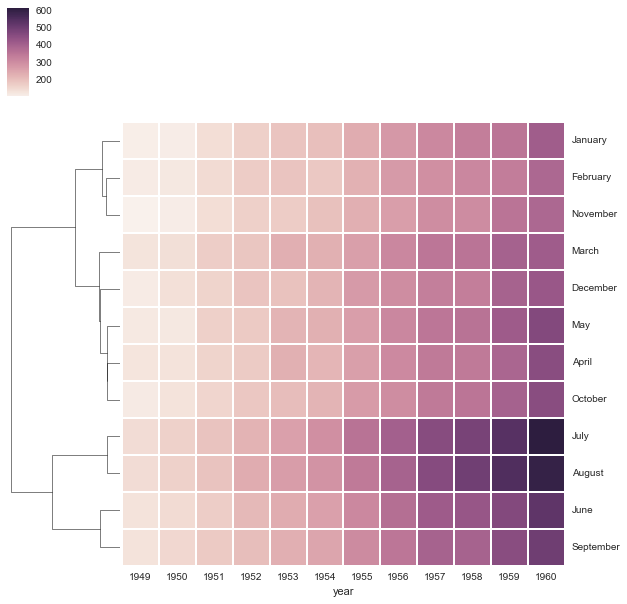 600
500
400
300
200
January
February
November
March
December
May
April
October
July
August
June
September
1949 1950 1951 1952 1953 1954 1955 1956 1957 1958 1959 1960
year